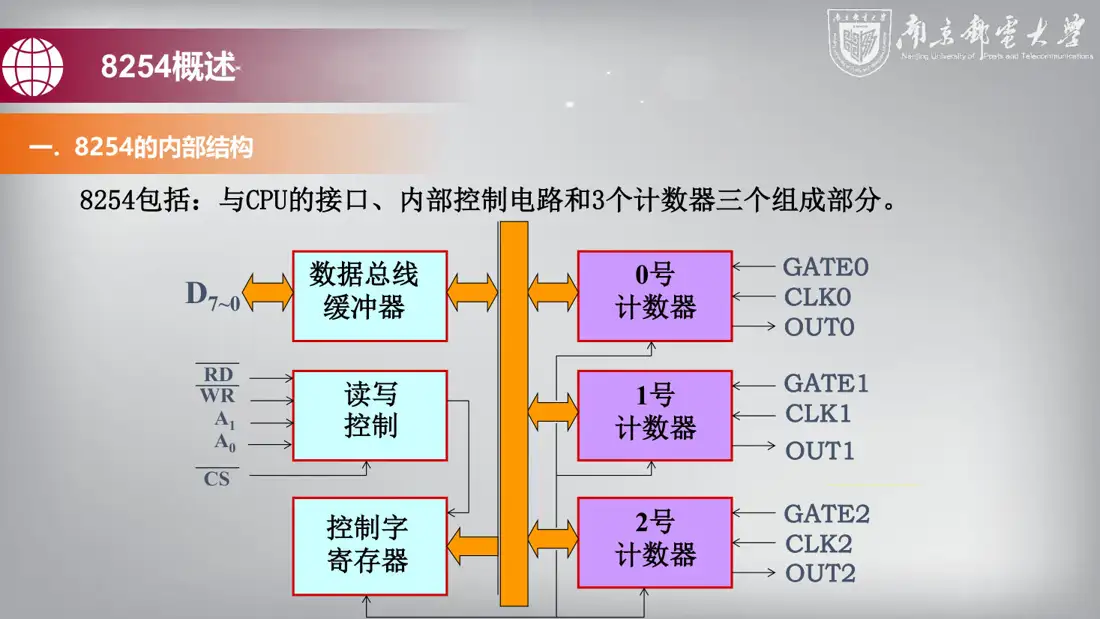 南京邮电大学
Nanjing University of Posts and Telecommunications
8254概述
一. 8254的内部结构
8254包括：与CPU的接口、内部控制电路和3个计数器三个组成部分。
D7~0
数据总线
缓冲器
RD
WR
A1
A0
CS
读写
控制
控制字
寄存器
0号
计数器
GATE0
CLK0
OUT0
1号
计数器
GATE1
CLK1
OUT1
2号
计数器
GATE2
CLK2
OUT2